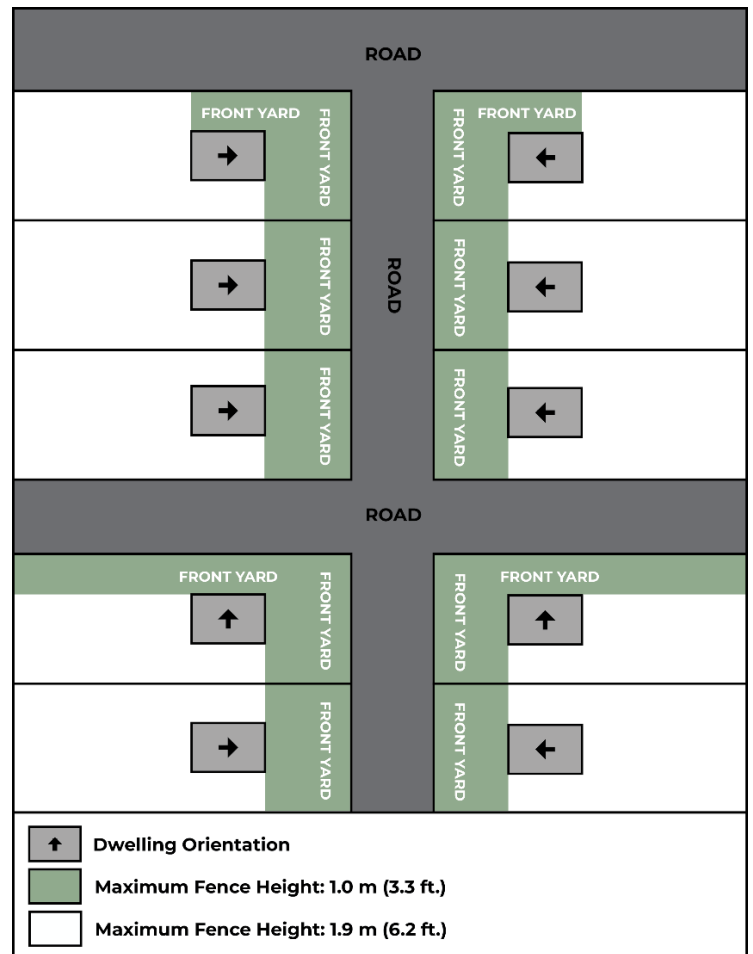 ROAD
FRONT YARD
FRONT YARD
FRONT YARD
FRONT YARD
FRONT YARD
ROAD
FRONT YARD
FRONT YARD
FRONT YARD
ROAD
FRONT YARD
FRONT YARD
FRONT YARD
FRONT YARD
FRONT YARD
FRONT YARD
Dwelling Orientation
Maximum Fence Height: 1.0 m (3.3 ft.)
Maximum Fence Height: 1.9 m (6.2 ft.)